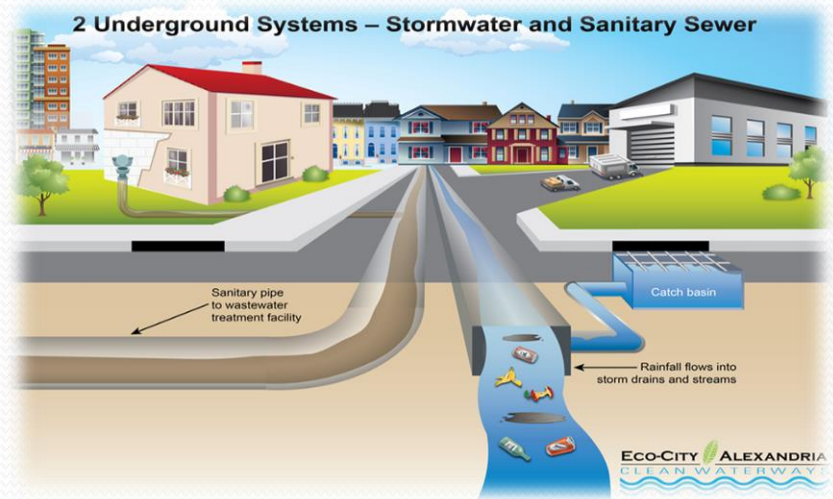 2 Underground Systems – Stormwater and Sanitary Sewer
Sanitary pipe
to wastewater
treatment facility
Catch basin
Rainfall flows into
storm drains and streams
ECO-CITY ALEXANDRIA
CLEAN WATERWAYS